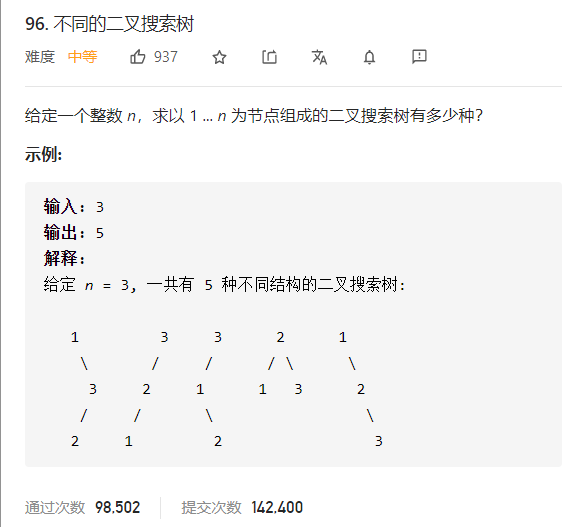 96. 不同的二叉搜索树
难度 中等 937
给定一个整数 n，求以 1 ... n 为节点组成的二叉搜索树有多少种？
示例:
输入: 3
输出: 5
解释:
给定 n = 3, 一共有 5 种不同结构的二叉搜索树:
   1         3     3      2      1
    \       /     /      / \      \
     3     2     1      1   3      2
    /     /       \                 \
   2     1         2                 3
通过次数 98,502 提交次数 142,400